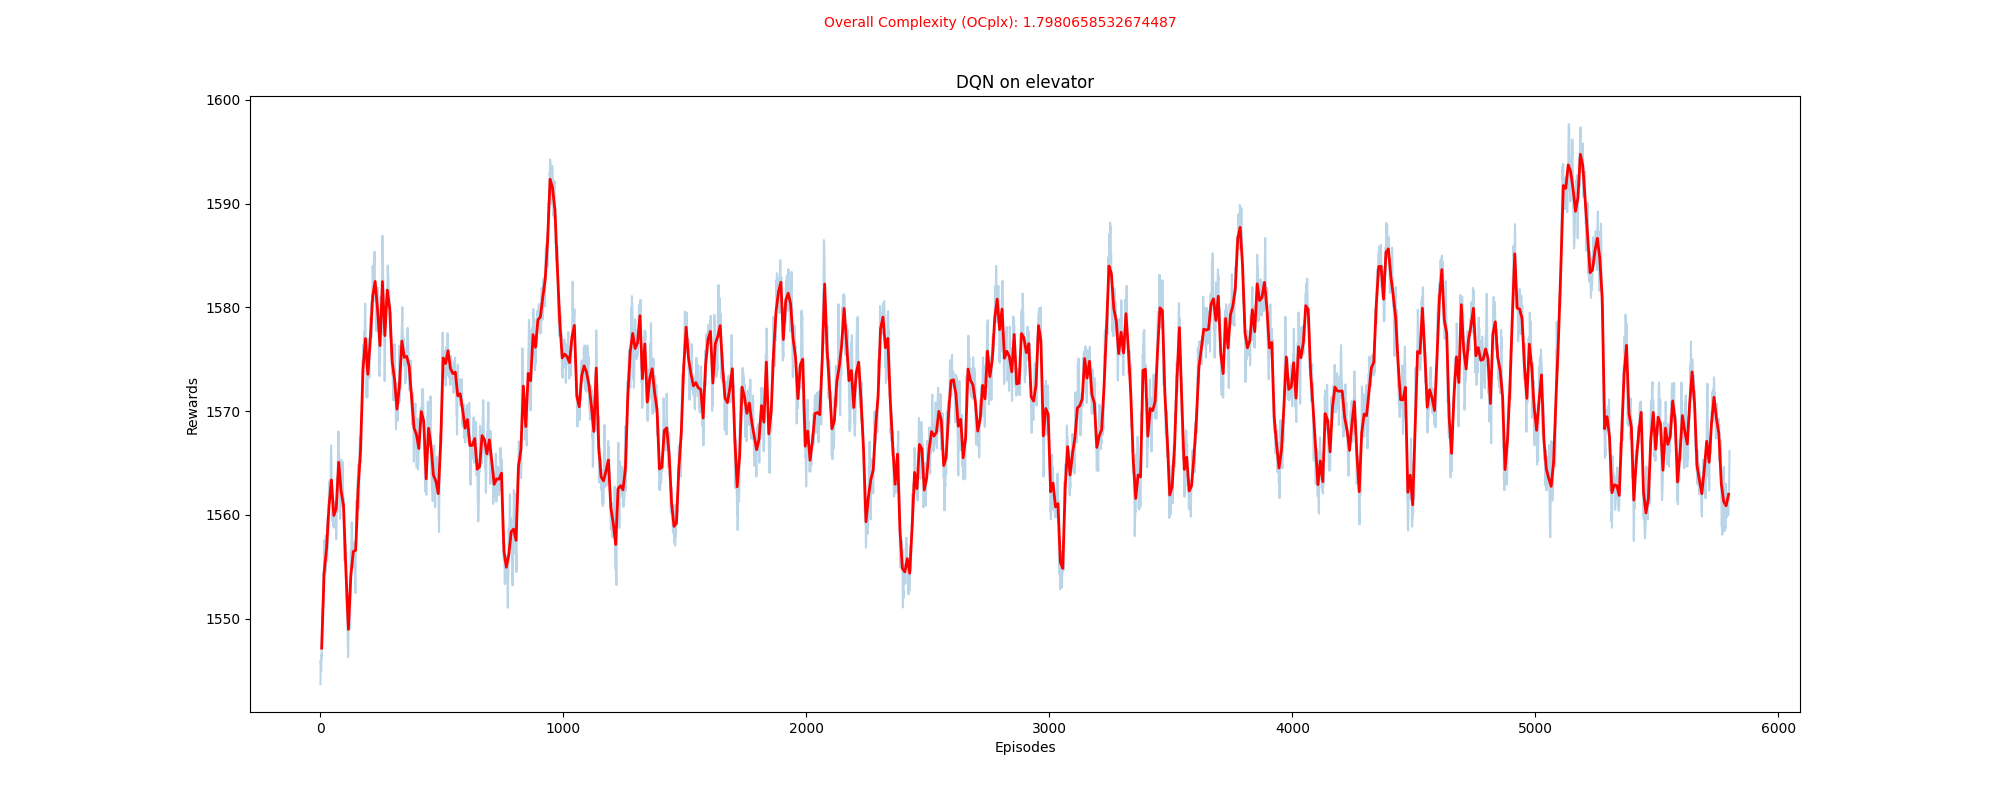 Overall Complexity (OCplx): 1.7980658532674487
DQN on elevator
1600
1590
1580
1570
1560
1550
Rewards
0 1000 2000 3000 4000 5000 6000
Episodes